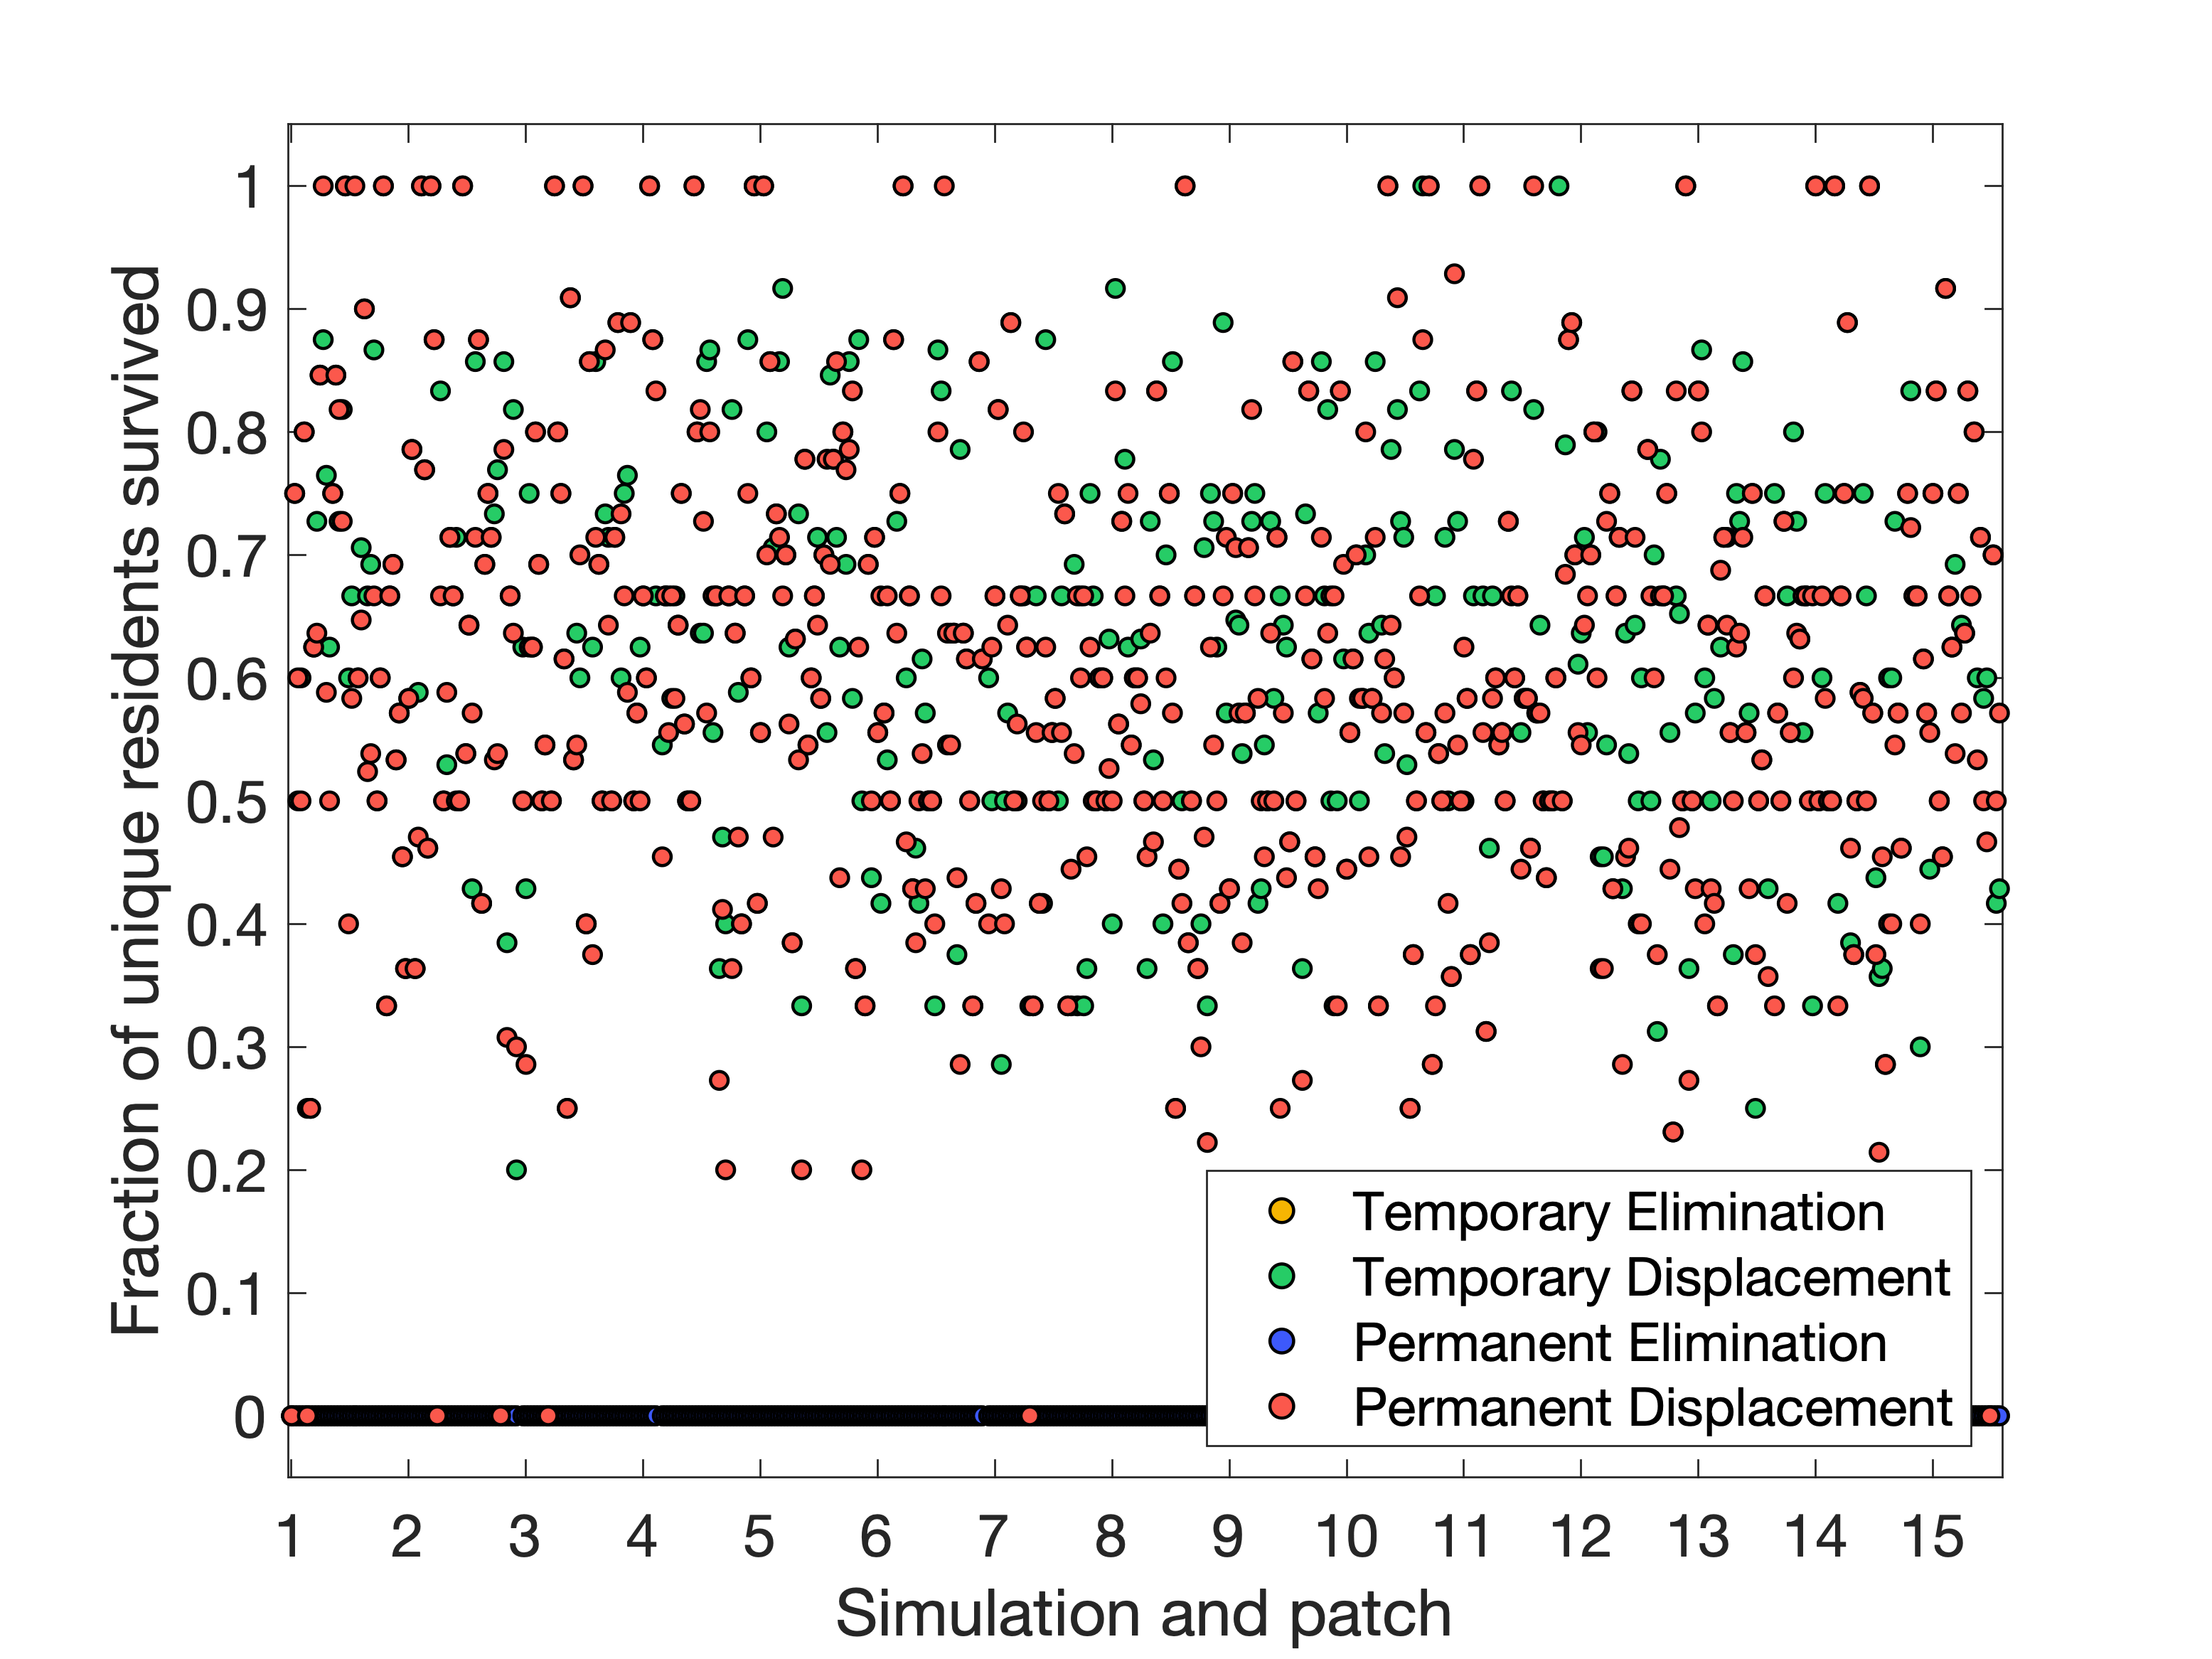 Fraction of unique residents survived
1
0.9
0.8
0.7
0.6
0.5
0.4
0.3
0.2
0.1
0
Temporary Elimination
Temporary Displacement
Permanent Elimination
Permanent Displacement
1 2 3 4 5 6 7 8 9 10 11 12 13 14 15
Simulation and patch